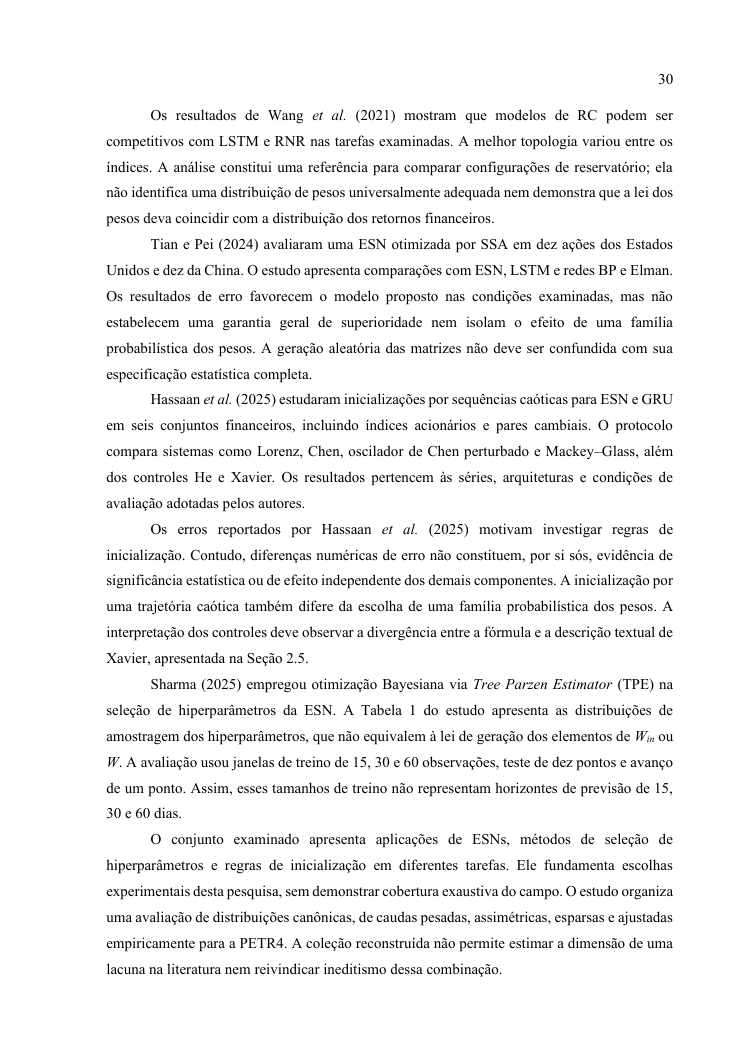 30
Os resultados de Wang et al. (2021) mostram que modelos de RC podem ser
competitivos com LSTM e RNR nas tarefas examinadas. A melhor topologia variou entre os
índices. A análise constitui uma referência para comparar configurações de reservatório; ela
não identifica uma distribuição de pesos universalmente adequada nem demonstra que a lei dos
pesos deva coincidir com a distribuição dos retornos financeiros.
Tian e Pei (2024) avaliaram uma ESN otimizada por SSA em dez ações dos Estados
Unidos e dez da China. O estudo apresenta comparações com ESN, LSTM e redes BP e Elman.
Os resultados de erro favorecem o modelo proposto nas condições examinadas, mas não
estabelecem uma garantia geral de superioridade nem isolam o efeito de uma família
probabilística dos pesos. A geração aleatória das matrizes não deve ser confundida com sua
especificação estatística completa.
Hassaan et al. (2025) estudaram inicializações por sequências caóticas para ESN e GRU
em seis conjuntos financeiros, incluindo índices acionários e pares cambiais. O protocolo
compara sistemas como Lorenz, Chen, oscilador de Chen perturbado e Mackey–Glass, além
dos controles He e Xavier. Os resultados pertencem às séries, arquiteturas e condições de
avaliação adotadas pelos autores.
Os erros reportados por Hassaan et al. (2025) motivam investigar regras de
inicialização. Contudo, diferenças numéricas de erro não constituem, por si sós, evidência de
significância estatística ou de efeito independente dos demais componentes. A inicialização por
uma trajetória caótica também difere da escolha de uma família probabilística dos pesos. A
interpretação dos controles deve observar a divergência entre a fórmula e a descrição textual de
Xavier, apresentada na Seção 2.5.
Sharma (2025) empregou otimização Bayesiana via Tree Parzen Estimator (TPE) na
seleção de hiperparâmetros da ESN. A Tabela 1 do estudo apresenta as distribuições de
amostragem dos hiperparâmetros, que não equivalem à lei de geração dos elementos de Win ou
W. A avaliação usou janelas de treino de 15, 30 e 60 observações, teste de dez pontos e avanço
de um ponto. Assim, esses tamanhos de treino não representam horizontes de previsão de 15,
30 e 60 dias.
O conjunto examinado apresenta aplicações de ESNs, métodos de seleção de
hiperparâmetros e regras de inicialização em diferentes tarefas. Ele fundamenta escolhas
experimentais desta pesquisa, sem demonstrar cobertura exaustiva do campo. O estudo organiza
uma avaliação de distribuições canônicas, de caudas pesadas, assimétricas, esparsas e ajustadas
empiricamente para a PETR4. A coleção reconstruída não permite estimar a dimensão de uma
lacuna na literatura nem reivindicar ineditismo dessa combinação.